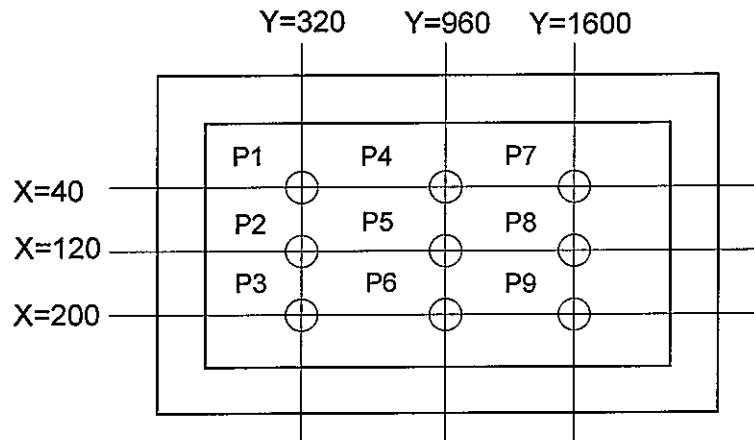 Y=320 Y=960 Y=1600
P1 P4 P7
X=40
P2 P5 P8
X=120
P3 P6 P9
X=200